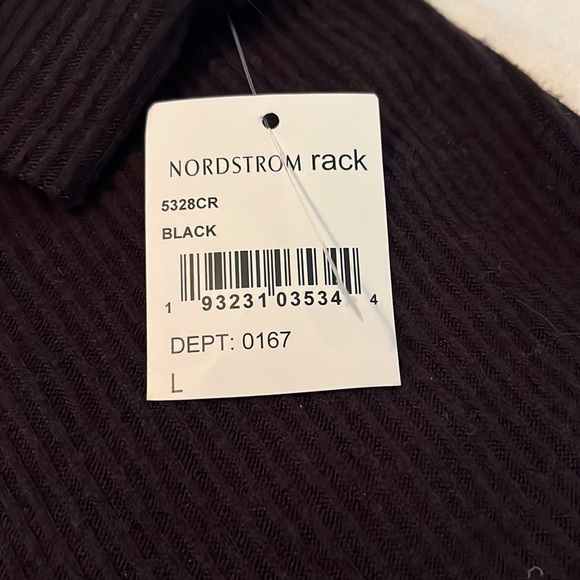 NORDSTROM rack
5328CR
BLACK
1 93231 03534 4
DEPT: 0167
L